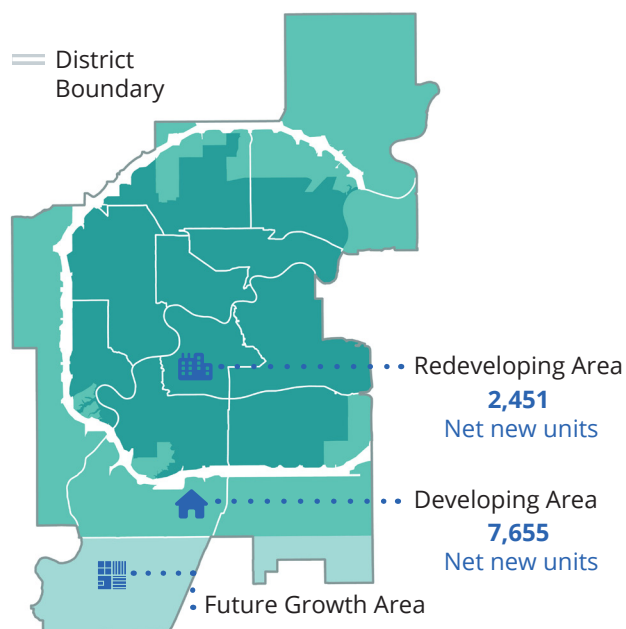 District
Boundary
Redeveloping Area
2,451
Net new units
Developing Area
7,655
Net new units
Future Growth Area